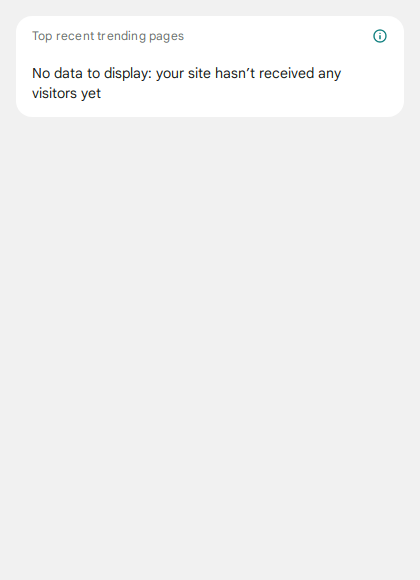 Top recent trending pages
No data to display: your site hasn’t received any
visitors yet